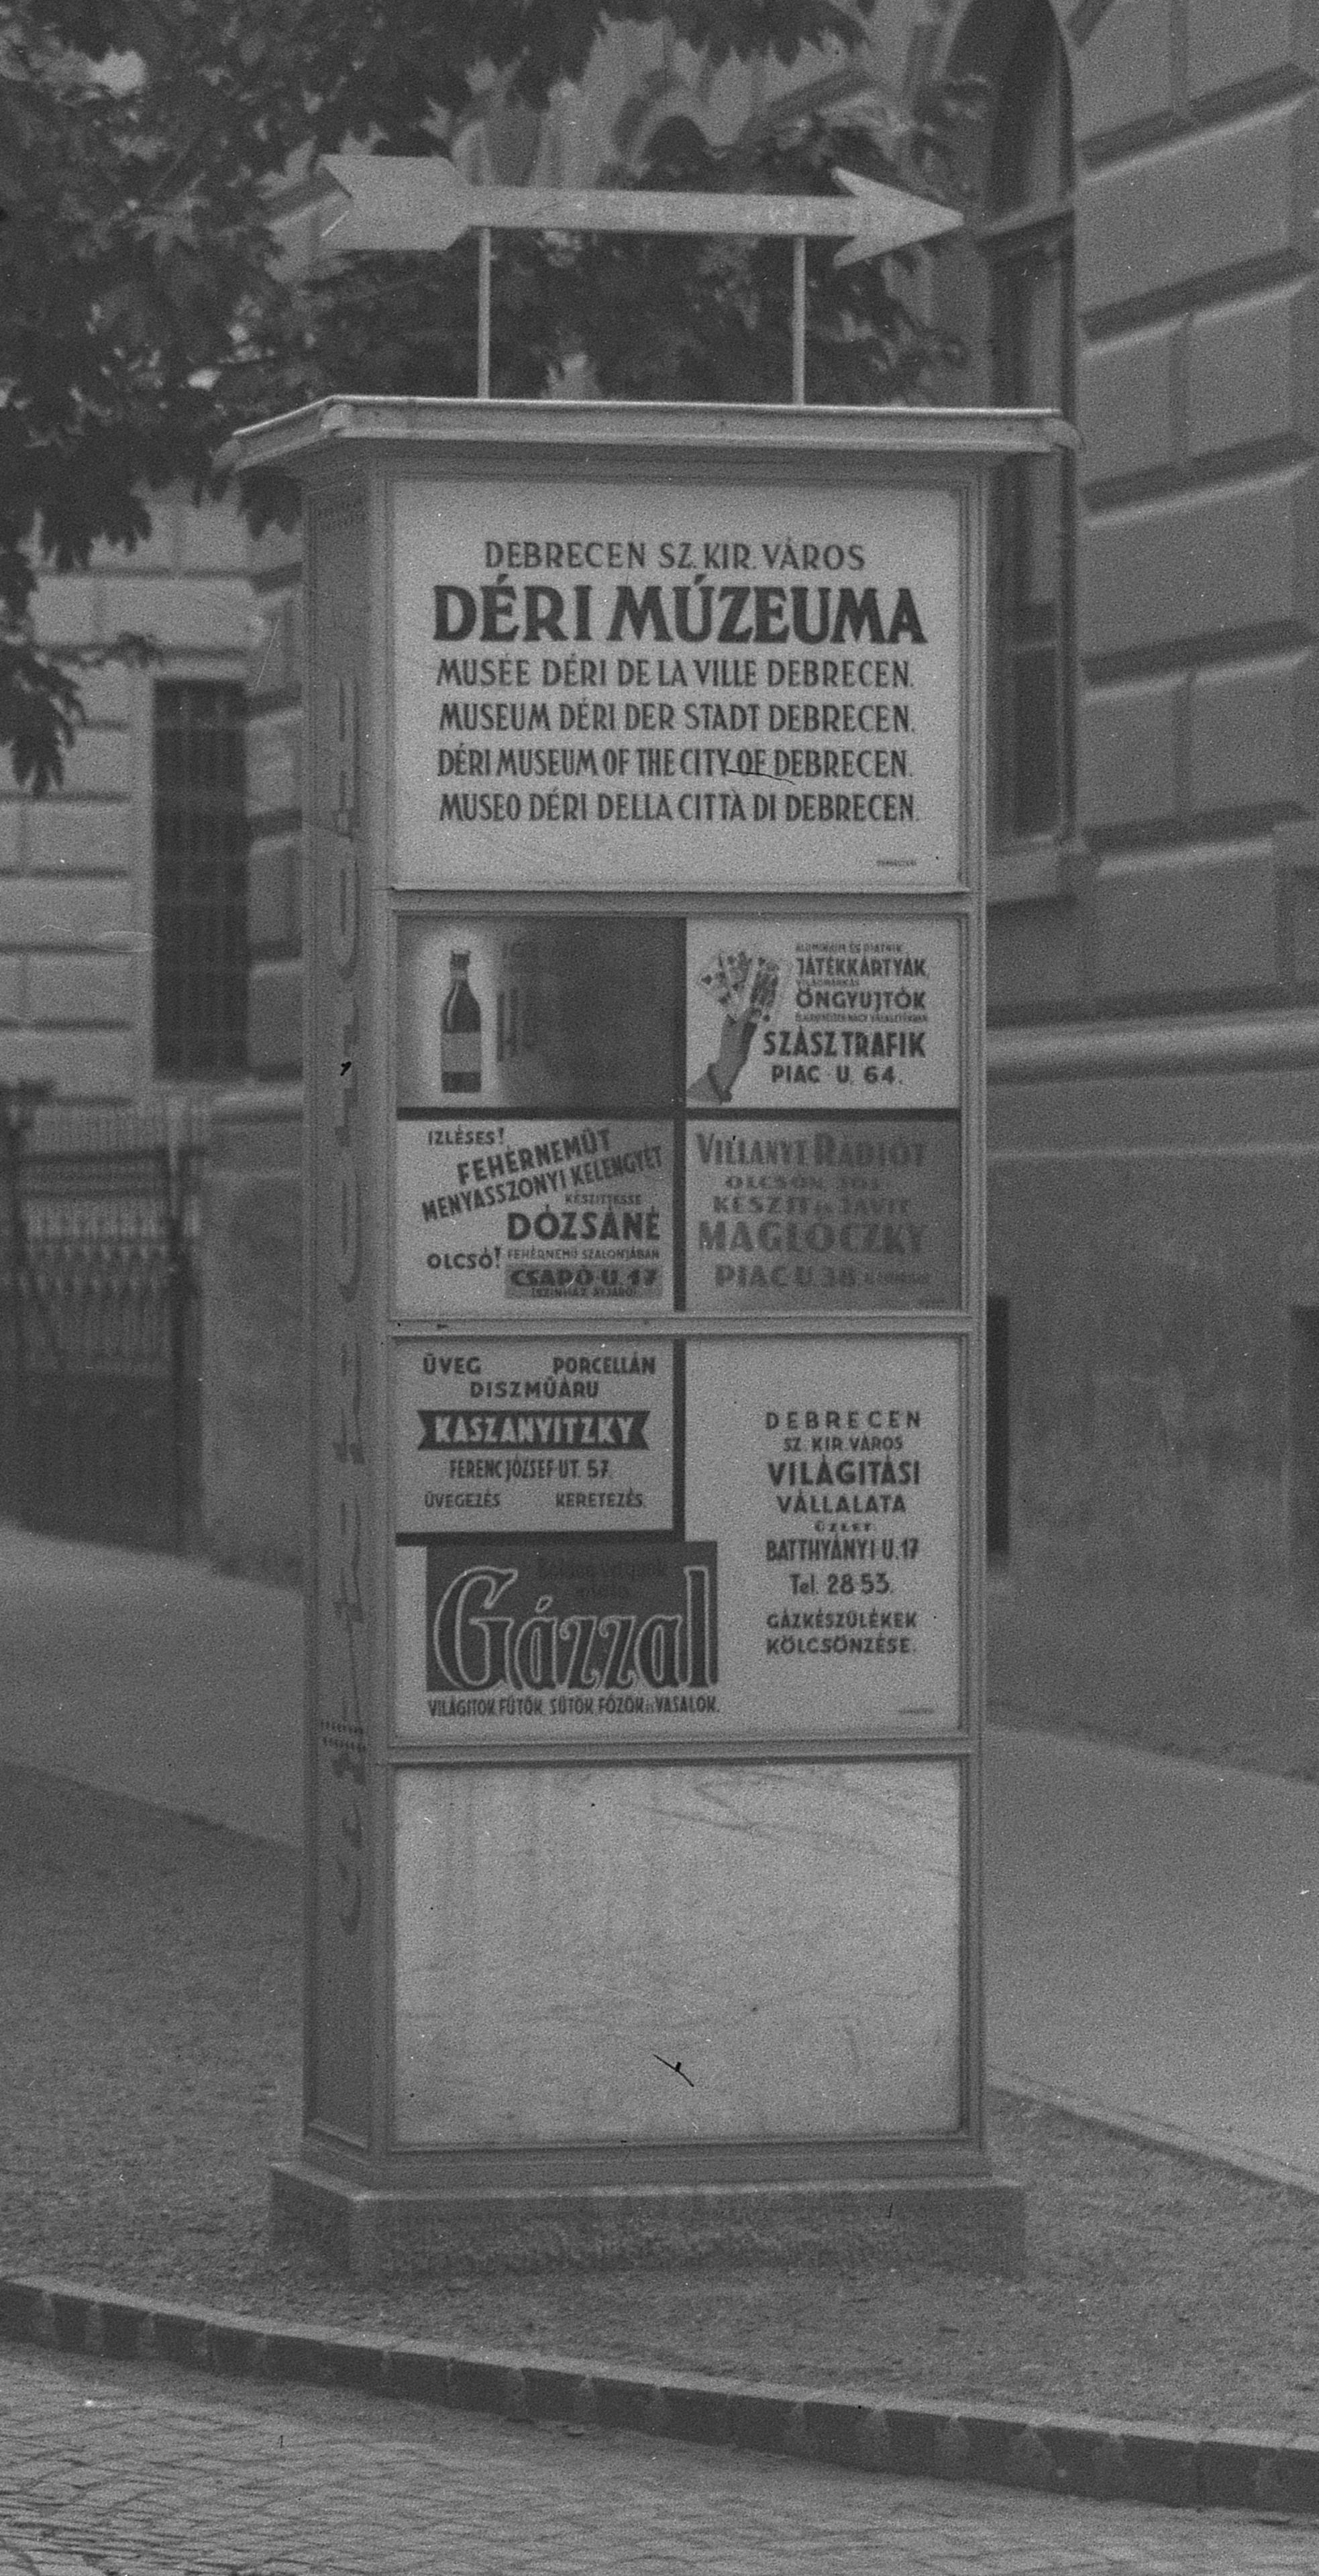 DEBRECEN SZ. KIR. VÁROS
DÉRI MÚZEUMA
MUSÉE DÉRI DE LA VILLE DEBRECEN.
MUSEUM DÉRI DER STADT DEBRECEN.
DÉRI MUSEUM OF THE CITY OF DEBRECEN.
MUSEO DÉRI DELLA CITTÀ DI DEBRECEN.
JÁTÉKKÁRTYÁK,
ÖNGYUJTÓK
SZÁSZ TRAFIK
PIAC U. 64.
IZLÉSES!
FEHÉRNEMŰT
MENYASSZONYI KELENGYÉT
KÉSZITTESSE
DÓZSÁNÉ
OLCSÓ! FEHÉRNEMŰ SZALONJÁBAN
CSAPÓ U. 17
VILLANYT RÁDIÓT
OLCSÓN, JÓL
KÉSZIT ÉS JAVIT
MAGLÓCZKY
PIAC U. 38
ÜVEG PORCELLÁN
DISZMŰÁRU
KASZANYITZKY
FERENC JÓZSEF-UT. 57.
ÜVEGEZÉS KERETEZÉS.
Gázzal
VILÁGITOK, FŰTÖK, SÜTÖK, FŐZÖK ÉS VASALOK.
DEBRECEN
SZ. KIR. VÁROS
VILÁGITÁSI
VÁLLALATA
ÜZLET:
BATTHYÁNYI U. 17
Tel. 28-53.
GÁZKÉSZÜLÉKEK
KÖLCSÖNZÉSE.